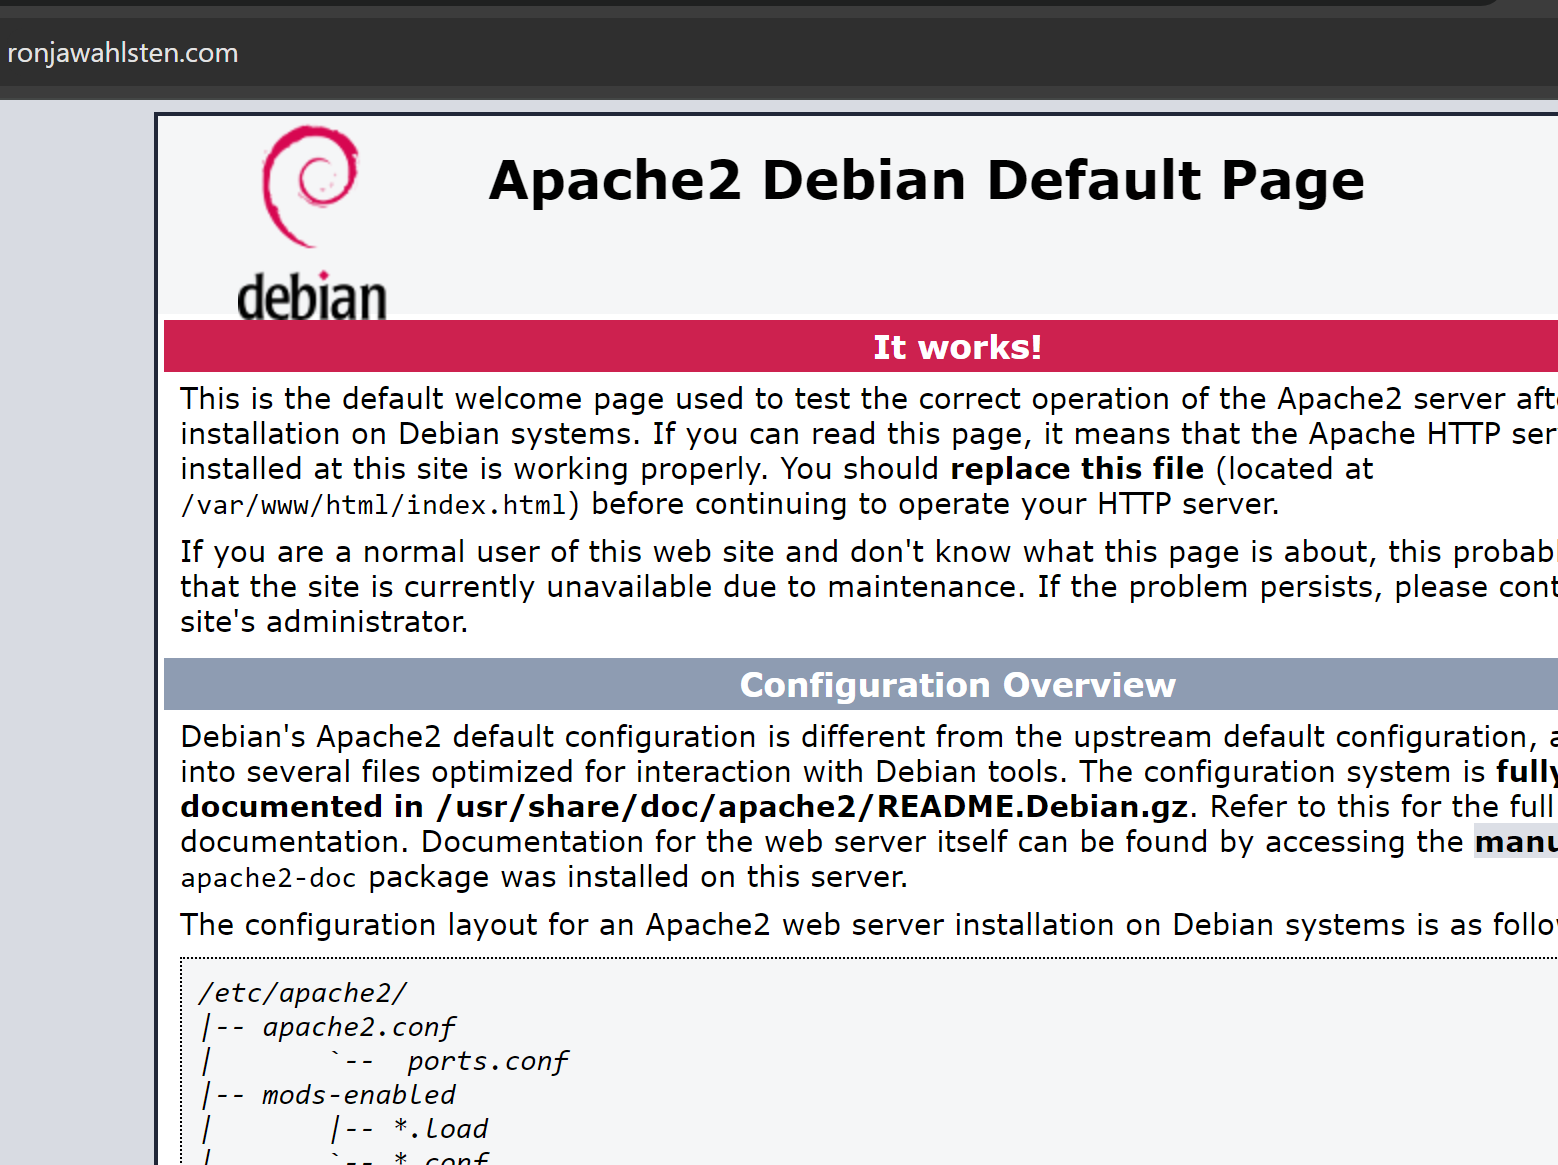 ronjawahlsten.com
debian
Apache2 Debian Default Page
It works!
This is the default welcome page used to test the correct operation of the Apache2 server
installation on Debian systems. If you can read this page, it means that the Apache HTTP
installed at this site is working properly. You should replace this file (located at
/var/www/html/index.html) before continuing to operate your HTTP server.
If you are a normal user of this web site and don't know what this page is about, this
that the site is currently unavailable due to maintenance. If the problem persists, please
site's administrator.
Configuration Overview
Debian's Apache2 default configuration is different from the upstream default configuration,
into several files optimized for interaction with Debian tools. The configuration system is fully
documented in /usr/share/doc/apache2/README.Debian.gz. Refer to this for the full
documentation. Documentation for the web server itself can be found by accessing the
apache2-doc package was installed on this server.
The configuration layout for an Apache2 web server installation on Debian systems is as
/etc/apache2/
|-- apache2.conf
|       `--  ports.conf
|-- mods-enabled
|       |-- *.load
|       `-- *.conf